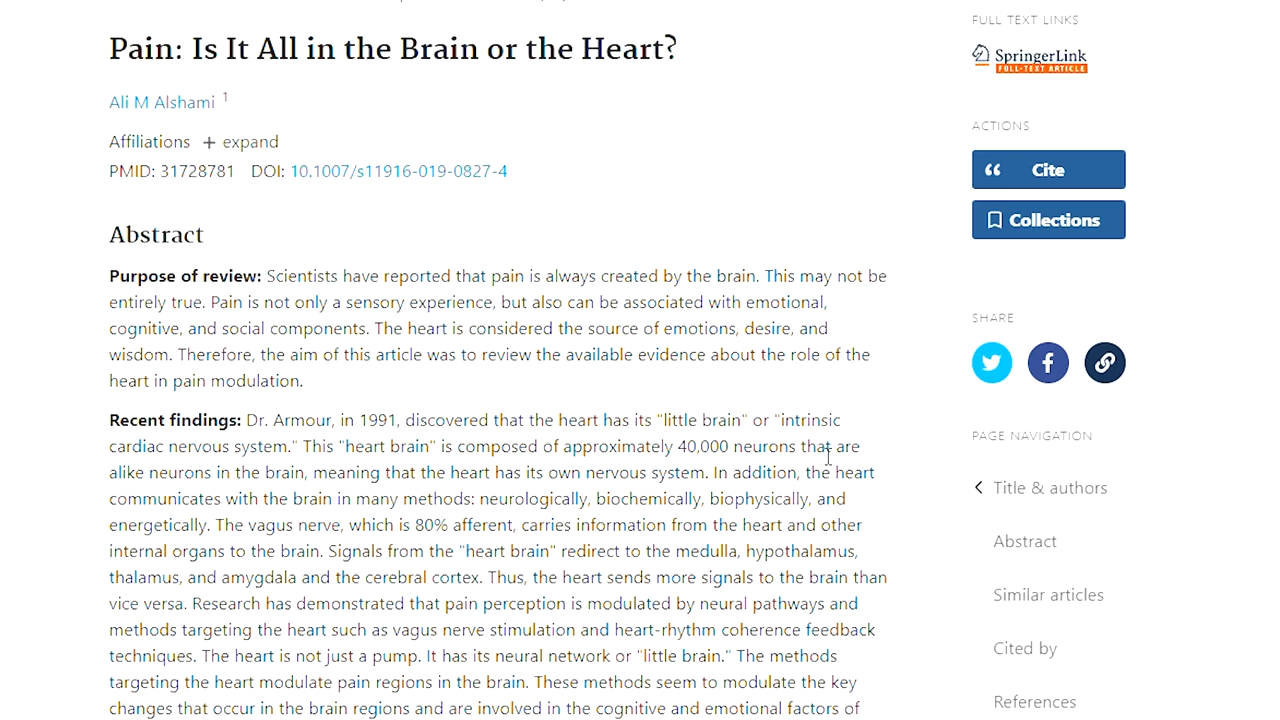 Pain: Is It All in the Brain or the Heart?
Ali M Alshami 1
Affiliations + expand
PMID: 31728781 DOI: 10.1007/s11916-019-0827-4
Abstract
Purpose of review: Scientists have reported that pain is always created by the brain. This may not be
entirely true. Pain is not only a sensory experience, but also can be associated with emotional,
cognitive, and social components. The heart is considered the source of emotions, desire, and
wisdom. Therefore, the aim of this article was to review the available evidence about the role of the
heart in pain modulation.
Recent findings: Dr. Armour, in 1991, discovered that the heart has its "little brain" or "intrinsic
cardiac nervous system." This "heart brain" is composed of approximately 40,000 neurons that are
alike neurons in the brain, meaning that the heart has its own nervous system. In addition, the heart
communicates with the brain in many methods: neurologically, biochemically, biophysically, and
energetically. The vagus nerve, which is 80% afferent, carries information from the heart and other
internal organs to the brain. Signals from the "heart brain" redirect to the medulla, hypothalamus,
thalamus, and amygdala and the cerebral cortex. Thus, the heart sends more signals to the brain than
vice versa. Research has demonstrated that pain perception is modulated by neural pathways and
methods targeting the heart such as vagus nerve stimulation and heart-rhythm coherence feedback
techniques. The heart is not just a pump. It has its neural network or "little brain." The methods
targeting the heart modulate pain regions in the brain. These methods seem to modulate the key
changes that occur in the brain regions and are involved in the cognitive and emotional factors of
FULL TEXT LINKS
SpringerLink
FULL-TEXT ARTICLE
ACTIONS
Cite
Collections
SHARE
PAGE NAVIGATION
Title & authors
Abstract
Similar articles
Cited by
References